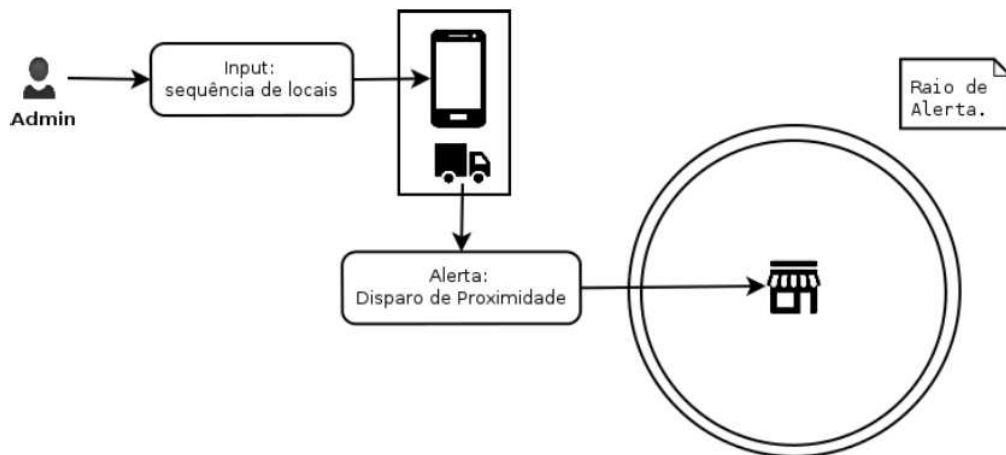 Admin
Input:
sequência de locais
Alerta:
Disparo de Proximidade
Raio de
Alerta.